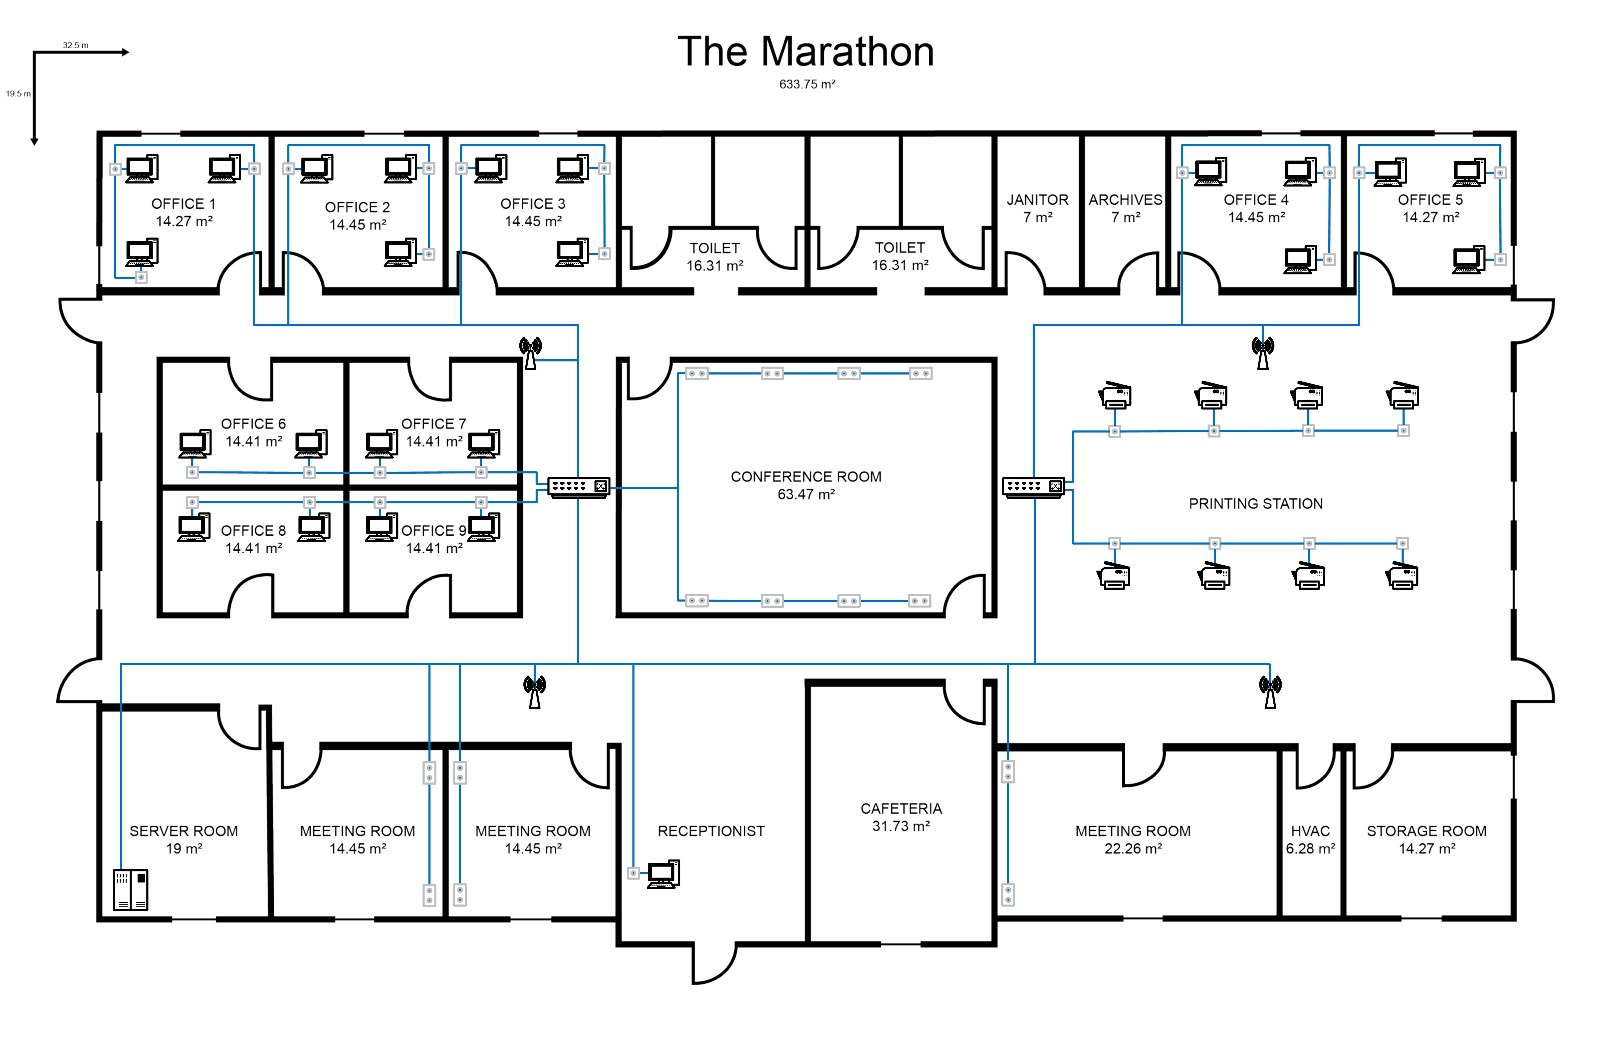 The Marathon
633.75 m²
32.5 m
19.5 m
OFFICE 1
14.27 m²
OFFICE 2
14.45 m²
OFFICE 3
14.45 m²
TOILET
16.31 m²
TOILET
16.31 m²
JANITOR
7 m²
ARCHIVES
7 m²
OFFICE 4
14.45 m²
OFFICE 5
14.27 m²
OFFICE 6
14.41 m²
OFFICE 7
14.41 m²
OFFICE 8
14.41 m²
OFFICE 9
14.41 m²
CONFERENCE ROOM
63.47 m²
PRINTING STATION
SERVER ROOM
19 m²
MEETING ROOM
14.45 m²
MEETING ROOM
14.45 m²
RECEPTIONIST
CAFETERIA
31.73 m²
MEETING ROOM
22.26 m²
HVAC
6.28 m²
STORAGE ROOM
14.27 m²